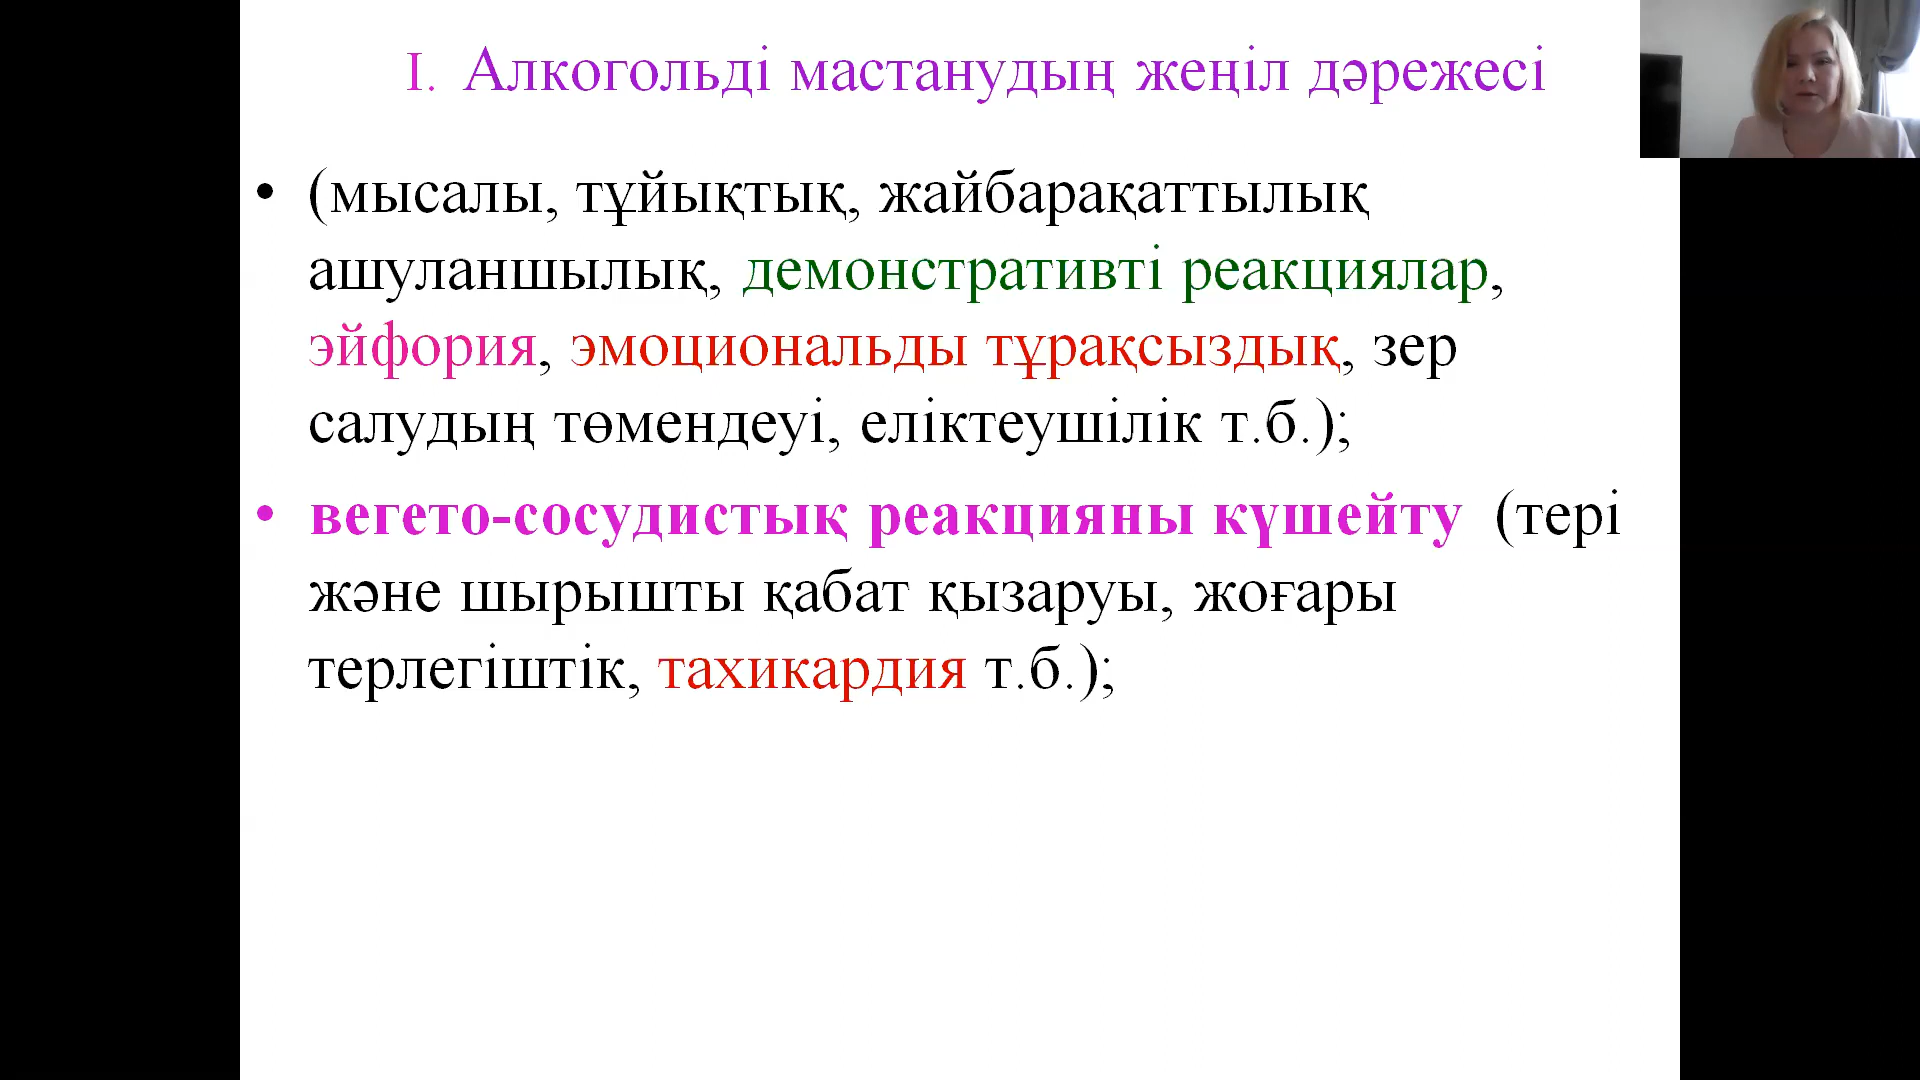 I. Алкогольді мастанудың жеңіл дәрежесі
• (мысалы, тұйықтық, жайбарақаттылық
ашуланшылық, демонстративті реакциялар,
эйфория, эмоциональды тұрақсыздық, зер
салудың төмендеуі, еліктеушілік т.б.);
• вегето-сосудистық реакцияны күшейту (тері
және шырышты қабат қызаруы, жоғары
терлегіштік, тахикардия т.б.);